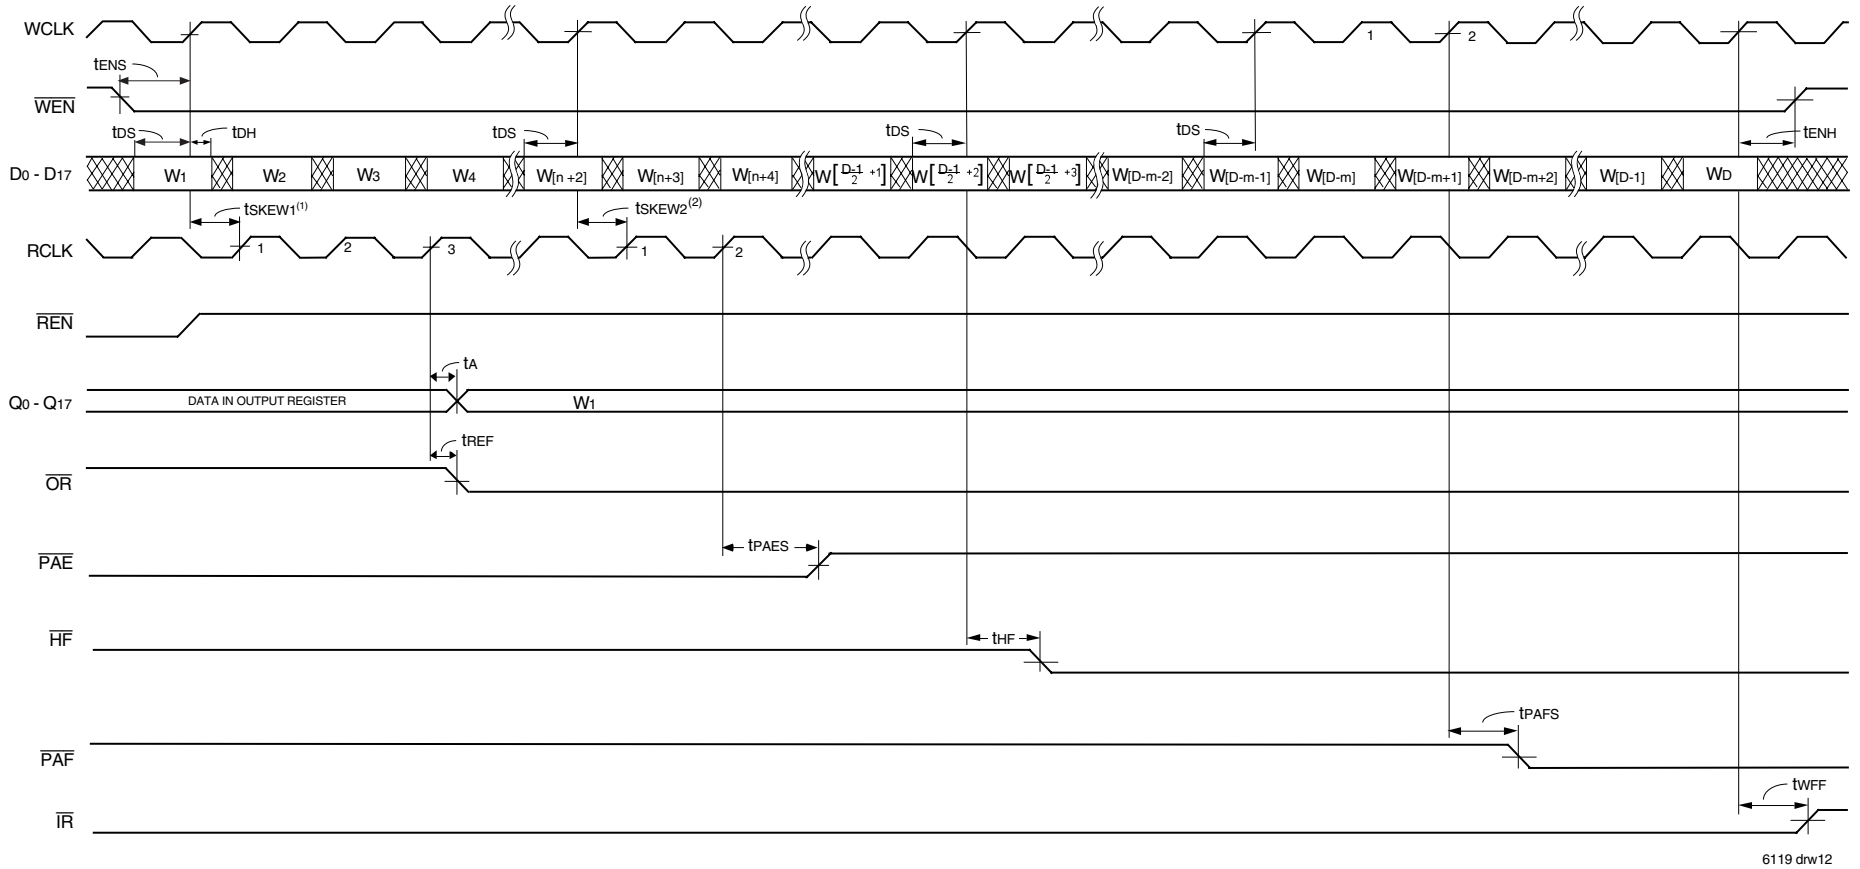 WCLK
1 2
tENS
WEN
tDS tDH tDS tDS tDS tENH
D0 - D17 W1 W2 W3 W4 W[n +2] W[n+3] W[n+4] W[D-1/2 +1] W[D-1/2 +2] W[D-1/2 +3] W[D-m-2] W[D-m-1] W[D-m] W[D-m+1] W[D-m+2] W[D-1] WD
tSKEW1(1) tSKEW2(2)
RCLK 1 2 3 1 2
REN
tA
Q0 - Q17 DATA IN OUTPUT REGISTER W1
tREF
OR
tPAES
PAE
tHF
HF
tPAFS
PAF
tWFF
IR
6119 drw12